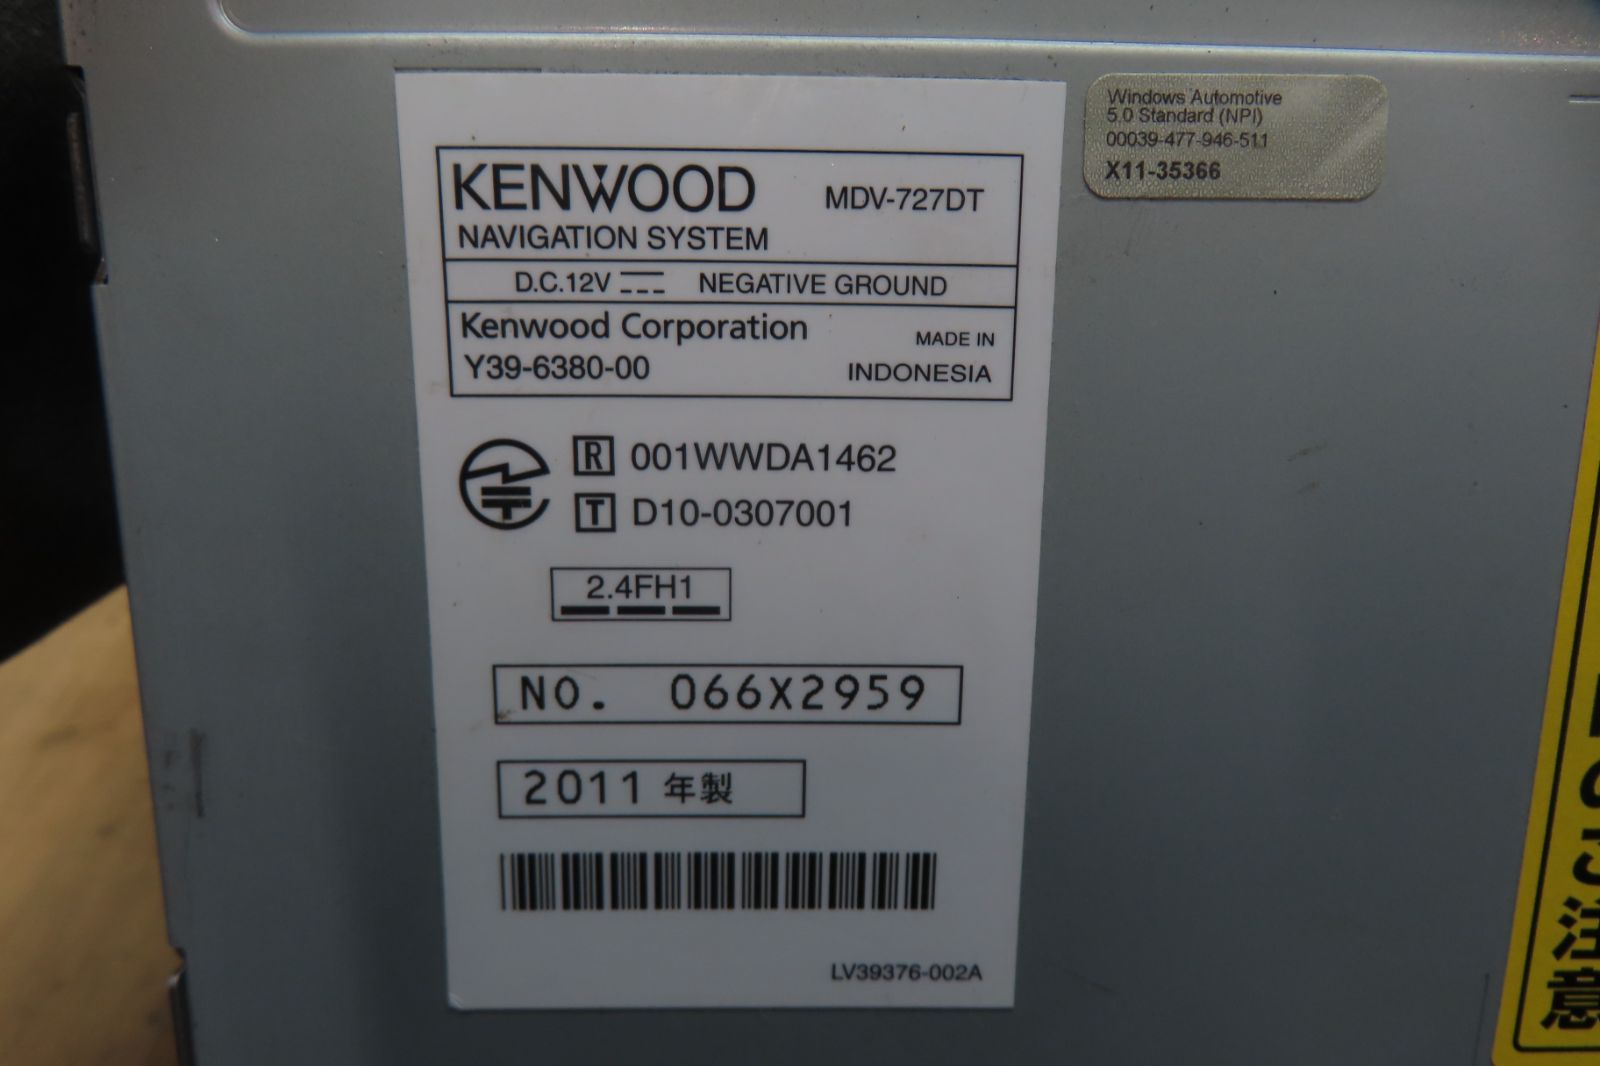 KENWOOD MDV-727DT
NAVIGATION SYSTEM
D.C.12V NEGATIVE GROUND
Kenwood Corporation
Y39-6380-00
MADE IN
INDONESIA
R 001WWDA1462
T D10-0307001
2.4FH1
NO. 066X2959
2011 年製
LV39376-002A
Windows Automotive
5.0 Standard (NPI)
00039-477-946-511
X11-35366
注意